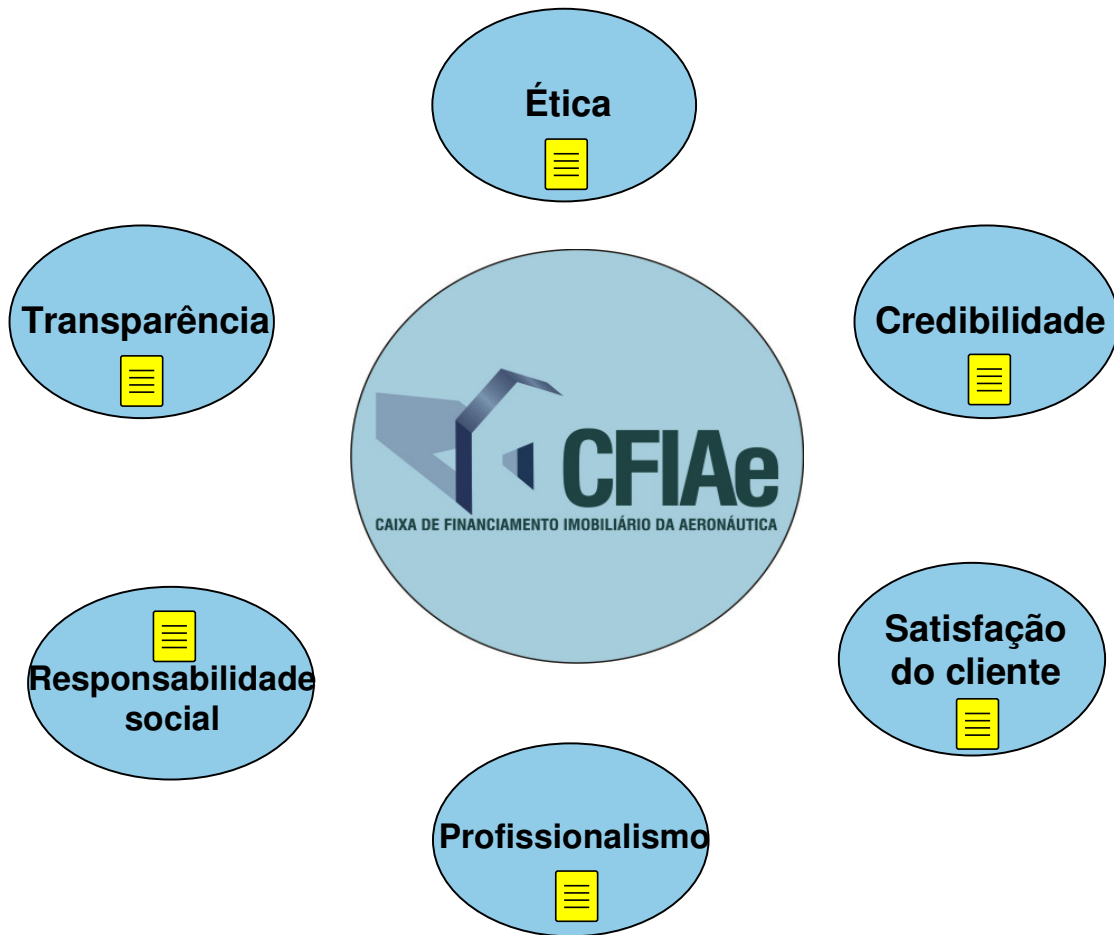 Ética
Transparência
Credibilidade
CFIAe
CAIXA DE FINANCIAMENTO IMOBILIÁRIO DA AERONÁUTICA
Satisfação
do cliente
Responsabilidade
social
Profissionalismo